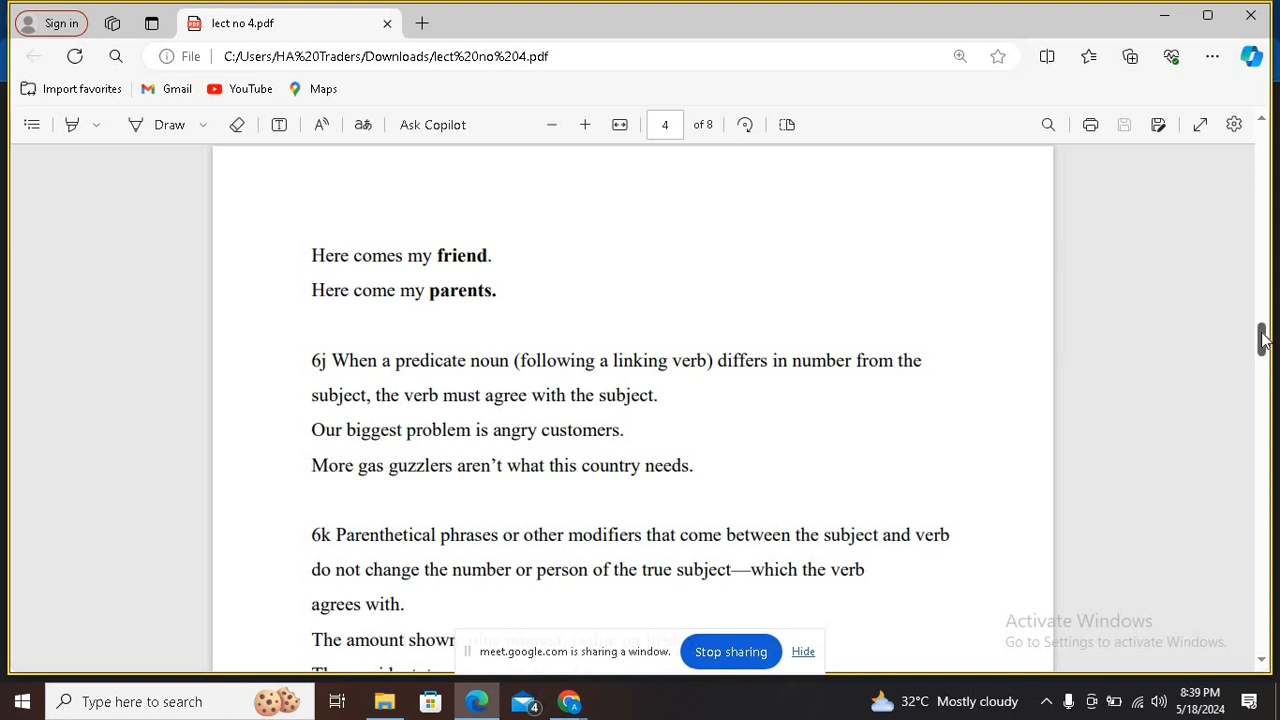 Sign in
lect no 4.pdf
File
C:/Users/HA%20Traders/Downloads/lect%20no%204.pdf
Import favorites
Gmail
YouTube
Maps
Draw
Ask Copilot
4
of 8
Here comes my friend.
Here come my parents.
6j When a predicate noun (following a linking verb) differs in number from the
subject, the verb must agree with the subject.
Our biggest problem is angry customers.
More gas guzzlers aren't what this country needs.
6k Parenthetical phrases or other modifiers that come between the subject and verb
do not change the number or person of the true subject—which the verb
agrees with.
The amount shown
meet.google.com is sharing a window.
Stop sharing
Hide
Activate Windows
Go to Settings to activate Windows.
Type here to search
4
32°C Mostly cloudy
8:39 PM
5/18/2024